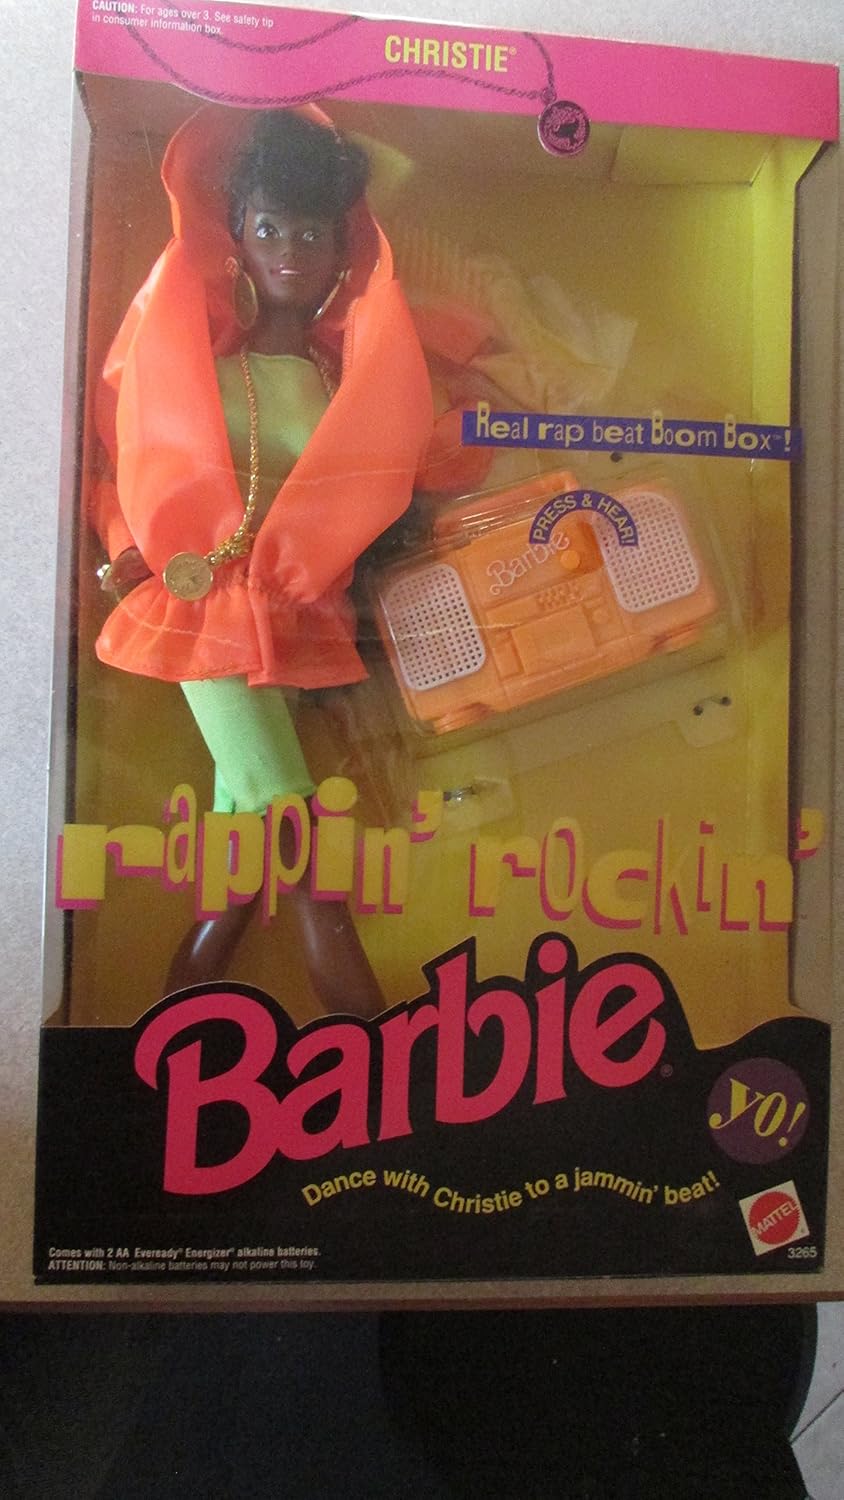 CAUTION: For ages over 3. See safety tip
in consumer information box.
CHRISTIE®
Real rap beat Boom Box™!
PRESS & HEAR!
Barbie
rappin' rockin'
Barbie®
yo!
Dance with Christie to a jammin' beat!
MATTEL®
3265
Comes with 2 AA Eveready® Energizer® alkaline batteries.
ATTENTION: Non-alkaline batteries may not power this toy.